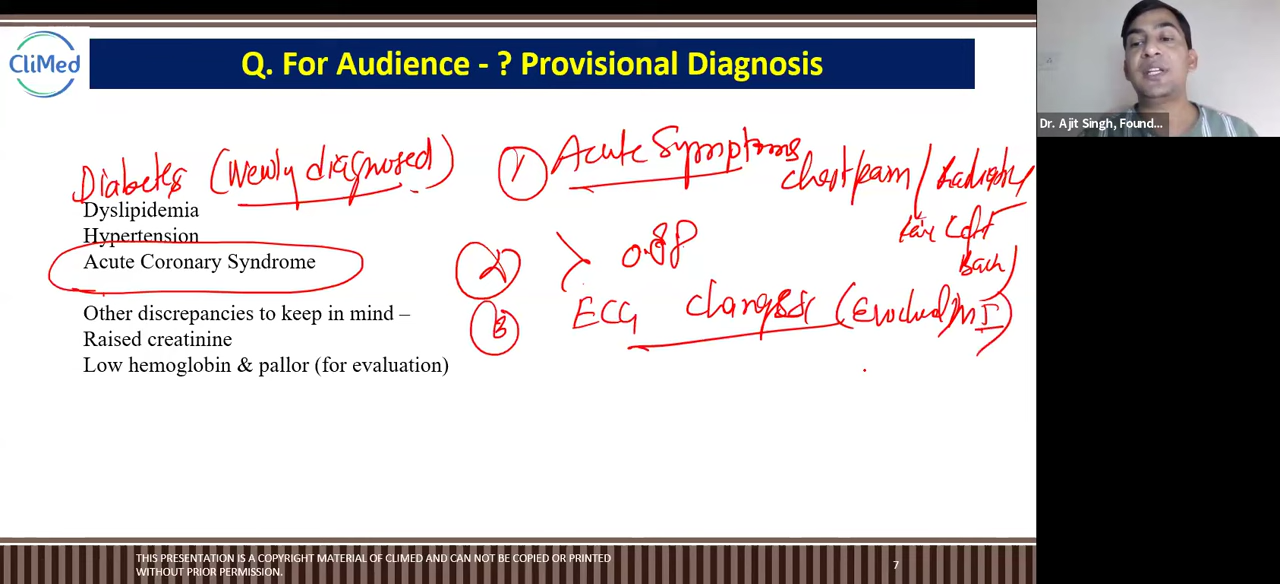 CliMed
Q. For Audience - ? Provisional Diagnosis
Dr. Ajit Singh, Found...
Diabetes (Newly diagnosed)
Dyslipidemia
Hypertension
Acute Coronary Syndrome
Other discrepancies to keep in mind –
Raised creatinine
Low hemoglobin & pallor (for evaluation)
1 Acute Symptoms
chest pain /
Left
Back
2 >
3 ECG changes (Evolved MI)
THIS PRESENTATION IS A COPYRIGHT MATERIAL OF CLIMED AND CAN NOT BE COPIED OR PRINTED
WITHOUT PRIOR PERMISSION.
7